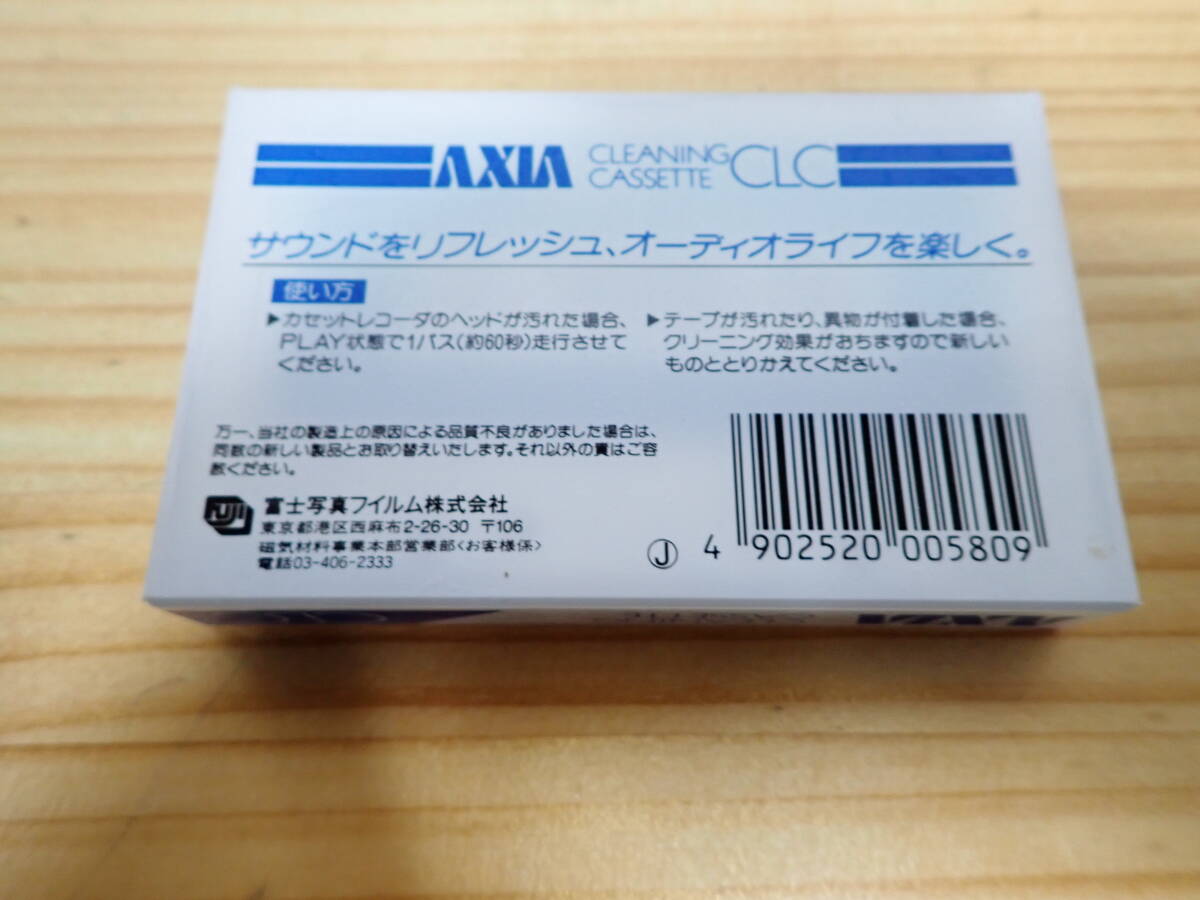 AXIA CLEANING CASSETTE CLC
サウンドをリフレッシュ、オーディオライフを楽しく。
使い方
▶カセットレコーダのヘッドが汚れた場合、
PLAY状態で1パス(約60秒)走行させて
ください。
▶テープが汚れたり、異物が付着した場合、
クリーニング効果がおちますので新しい
ものととりかえてください。
万一、当社の製造上の原因による品質不良がありました場合は、
同数の新しい製品とお取り替えいたします。それ以外の責はご容
赦ください。
FUJI
富士写真フイルム株式会社
東京都港区西麻布2-26-30 〒106
磁気材料事業本部営業部<お客様係>
電話03-406-2333
J
4 902520 005809
AXIA